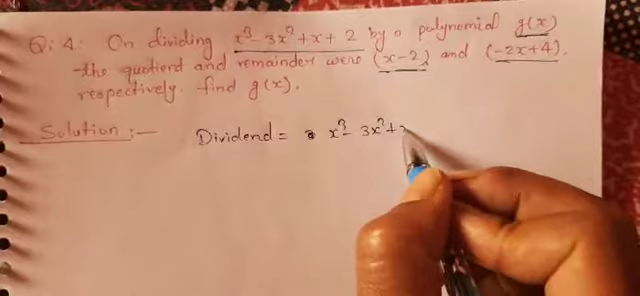 Q: 4. On dividing x³ - 3x² + x + 2 by a polynomial g(x)
the quotient and remainder were (x-2) and (-2x+4).
respectively. find g(x).
Solution :—
Dividend = x³ - 3x² +